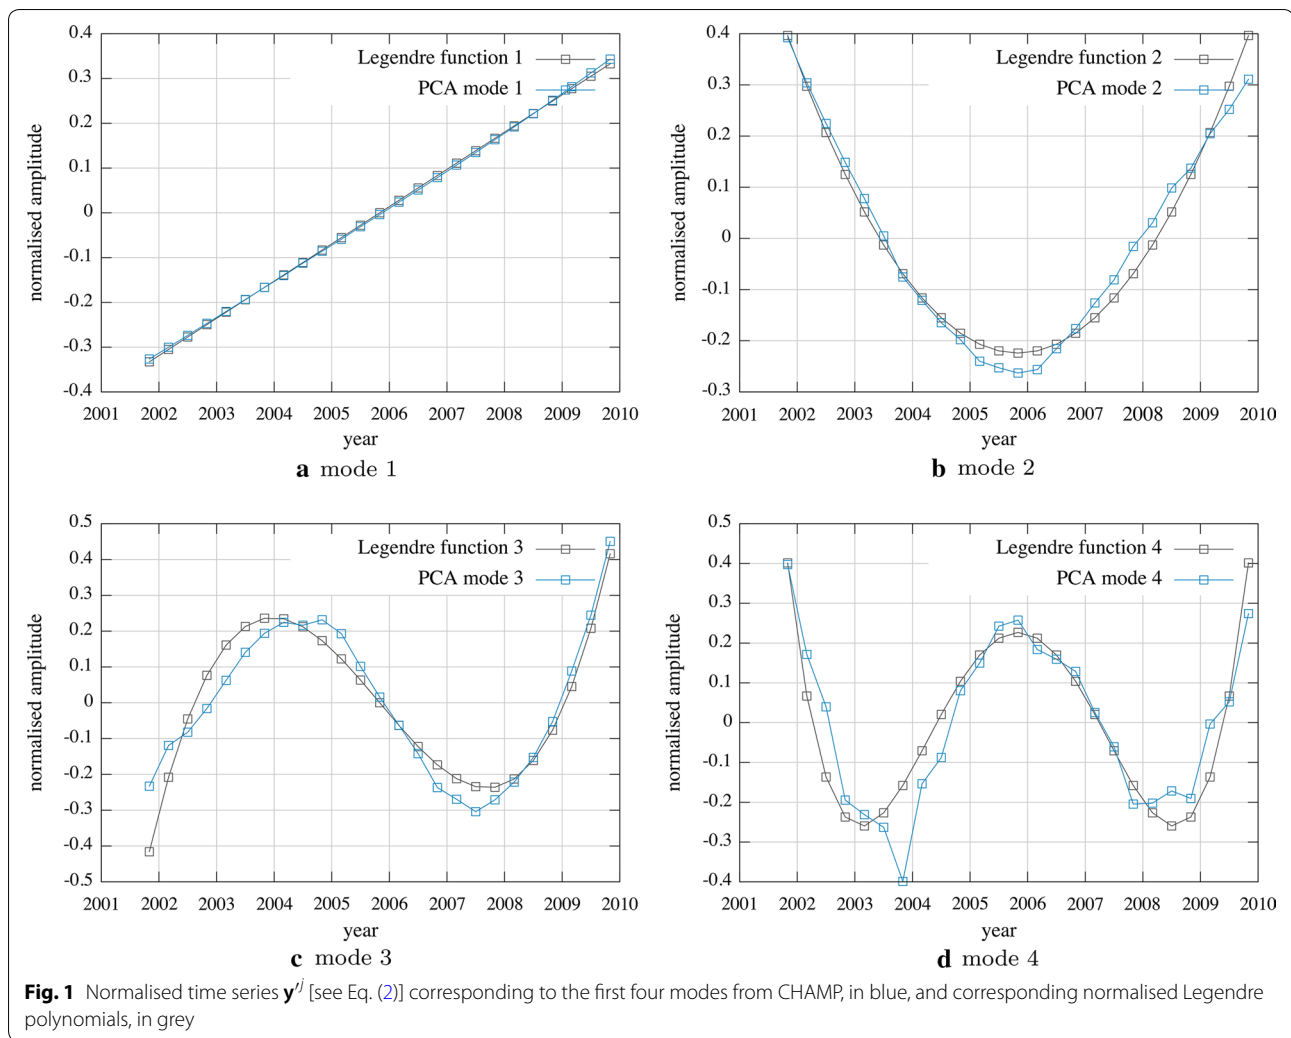 0.4
0.3
0.2
0.1
0
-0.1
-0.2
-0.3
-0.4
normalised amplitude
Legendre function 1
PCA mode 1
2001 2002 2003 2004 2005 2006 2007 2008 2009 2010
year
a mode 1
0.4
0.3
0.2
0.1
0
-0.1
-0.2
-0.3
normalised amplitude
Legendre function 2
PCA mode 2
2001 2002 2003 2004 2005 2006 2007 2008 2009 2010
year
b mode 2
0.5
0.4
0.3
0.2
0.1
0
-0.1
-0.2
-0.3
-0.4
-0.5
normalised amplitude
Legendre function 3
PCA mode 3
2001 2002 2003 2004 2005 2006 2007 2008 2009 2010
year
c mode 3
0.5
0.4
0.3
0.2
0.1
0
-0.1
-0.2
-0.3
-0.4
normalised amplitude
Legendre function 4
PCA mode 4
2001 2002 2003 2004 2005 2006 2007 2008 2009 2010
year
d mode 4
Fig. 1 Normalised time series y′ʲ [see Eq. (2)] corresponding to the first four modes from CHAMP, in blue, and corresponding normalised Legendre
polynomials, in grey